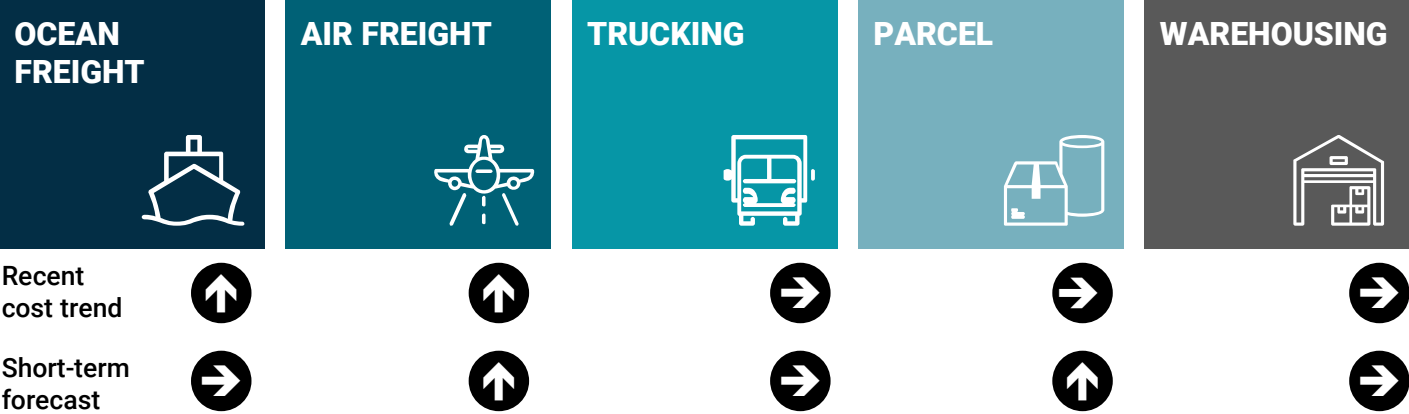 OCEAN
FREIGHT
AIR FREIGHT
TRUCKING
PARCEL
WAREHOUSING
Recent
cost trend
Short-term
forecast